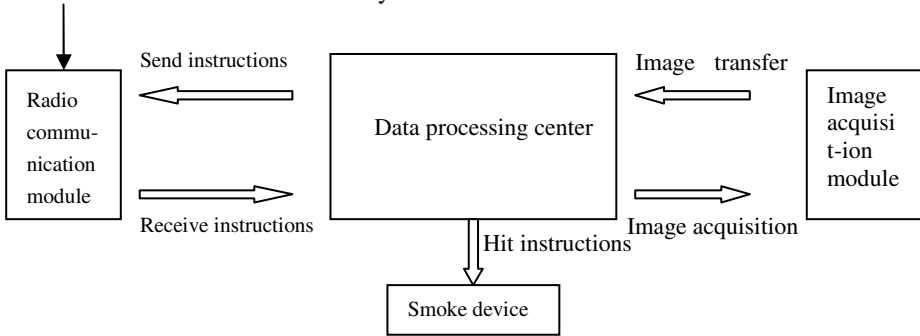 Send instructions
Image transfer
Radio
commu-
nication
module
Data processing center
Image
acquisi
t-ion
module
Receive instructions
Image acquisition
Hit instructions
Smoke device